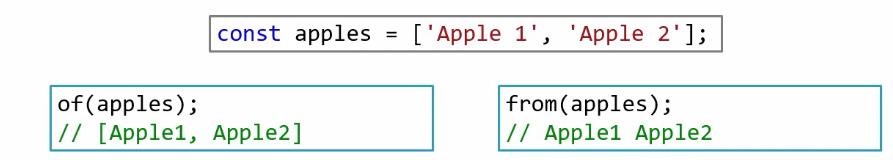 const apples = ['Apple 1', 'Apple 2'];
of(apples);
// [Apple1, Apple2]
from(apples);
// Apple1 Apple2